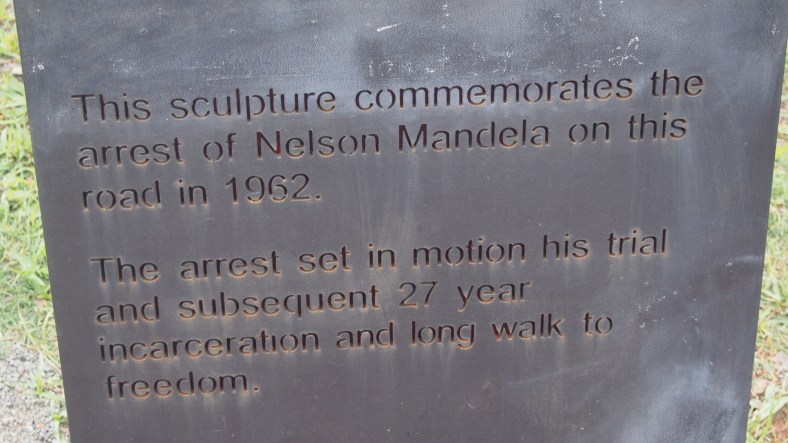 This sculpture commemorates the
arrest of Nelson Mandela on this
road in 1962.
The arrest set in motion his trial
and subsequent 27 year
incarceration and long walk to
freedom.